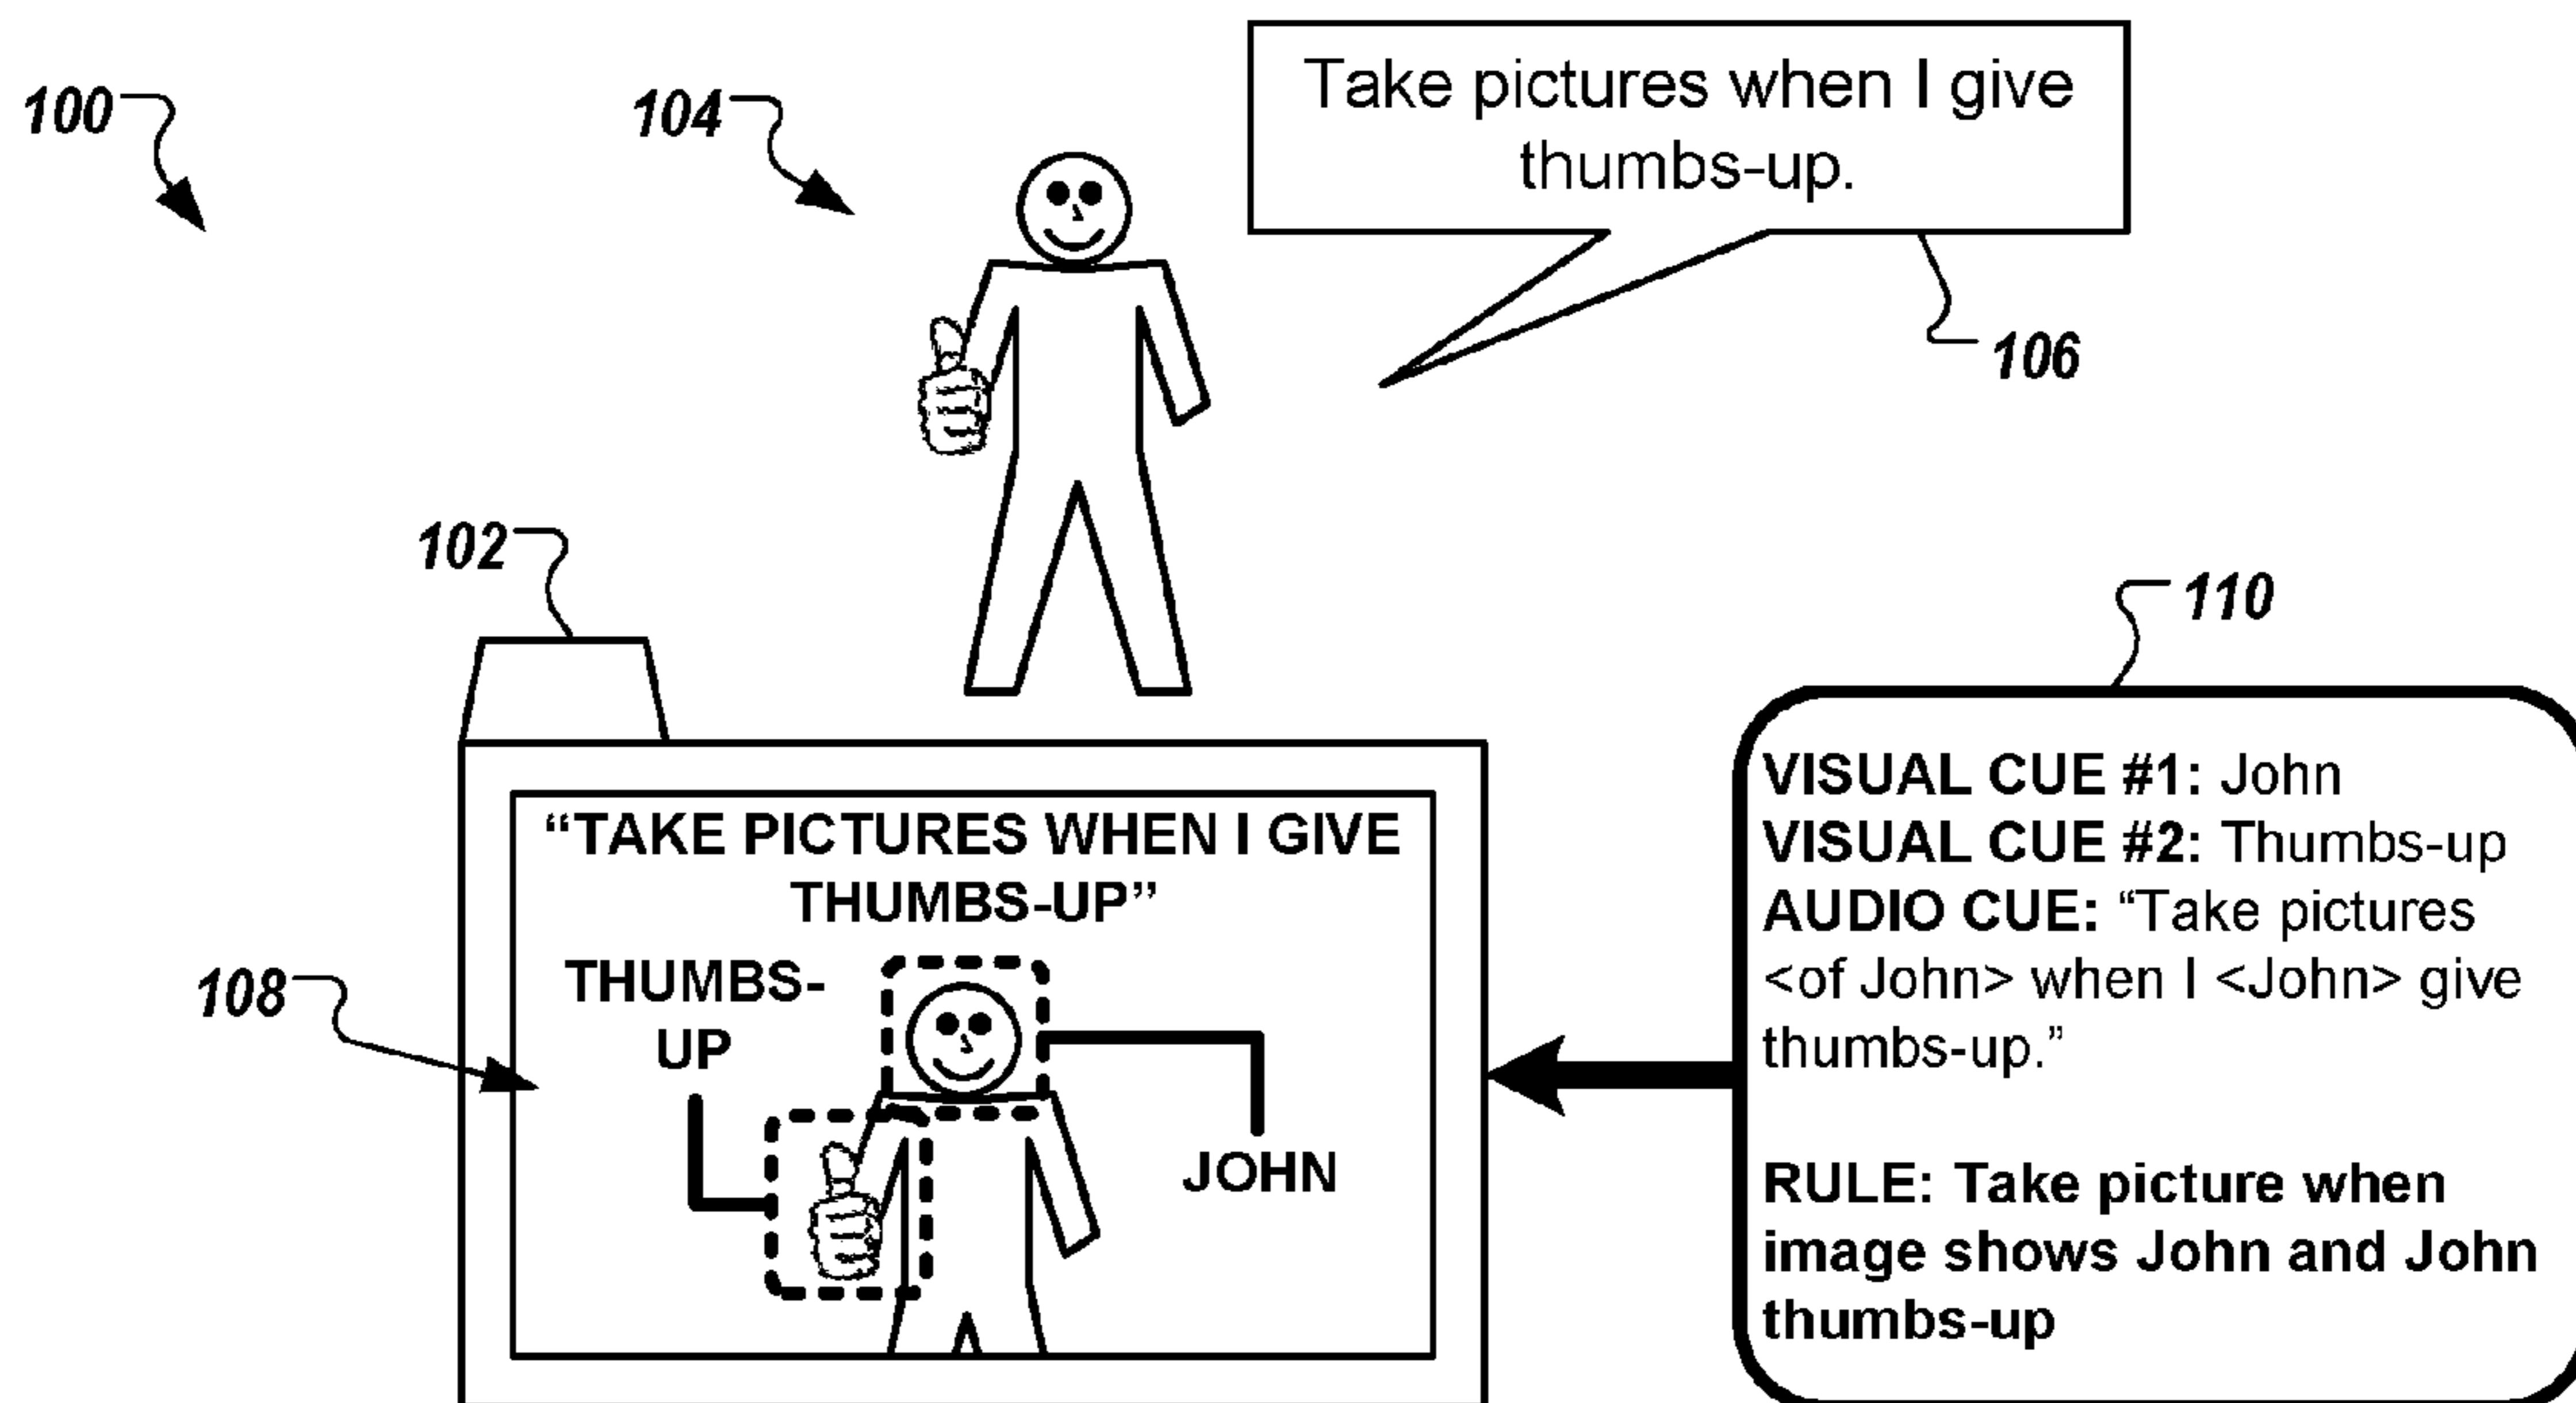 100
104
Take pictures when I give
thumbs-up.
106
102
110
“TAKE PICTURES WHEN I GIVE
THUMBS-UP”
THUMBS-
UP
JOHN
108
VISUAL CUE #1: John
VISUAL CUE #2: Thumbs-up
AUDIO CUE: “Take pictures
<of John> when I <John> give
thumbs-up.”
RULE: Take picture when
image shows John and John
thumbs-up